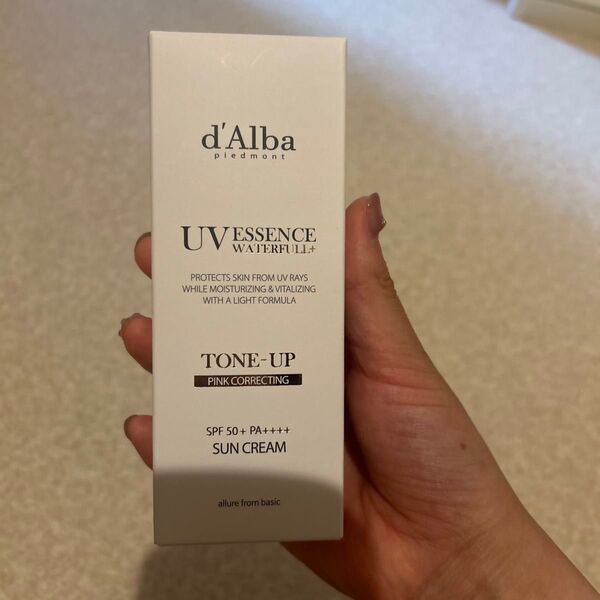 d'Alba
piedmont
UV ESSENCE
WATERFULL+
PROTECTS SKIN FROM UV RAYS
WHILE MOISTURIZING & VITALIZING
WITH A LIGHT FORMULA
TONE-UP
PINK CORRECTING
SPF 50+ PA++++
SUN CREAM
allure from basic